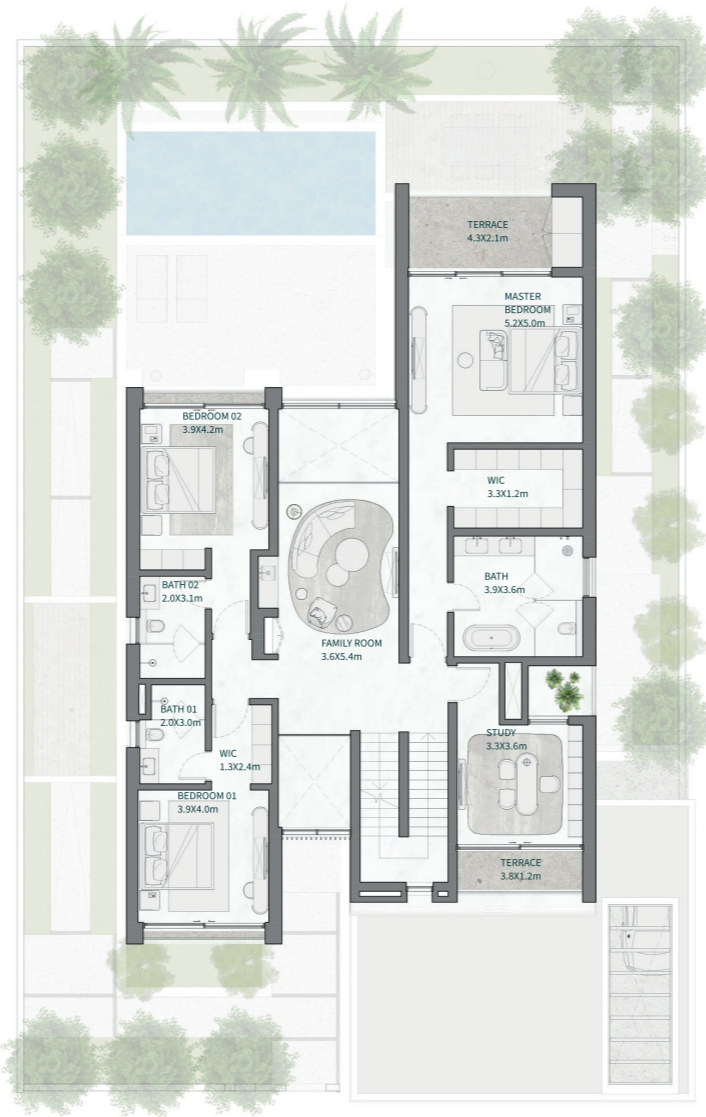 TERRACE
4.3X2.1m
MASTER
BEDROOM
5.2X5.0m
BEDROOM 02
3.9X4.2m
WIC
3.3X1.2m
BATH
3.9X3.6m
BATH 02
2.0X3.1m
FAMILY ROOM
3.6X5.4m
BATH 01
2.0X3.0m
STUDY
3.3X3.6m
WIC
1.3X2.4m
BEDROOM 01
3.9X4.0m
TERRACE
3.8X1.2m